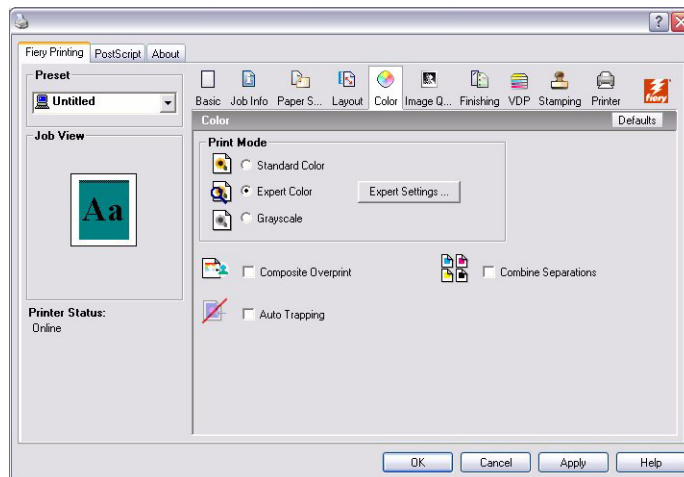 Fiery Printing PostScript About
Preset
Untitled
Job View
Aa
Printer Status:
Online
Basic Job Info Paper S... Layout Color Image Q... Finishing VDP Stamping Printer
fiery
Color Defaults
Print Mode
Standard Color
Expert Color Expert Settings ...
Grayscale
Composite Overprint Combine Separations
Auto Trapping
OK Cancel Apply Help